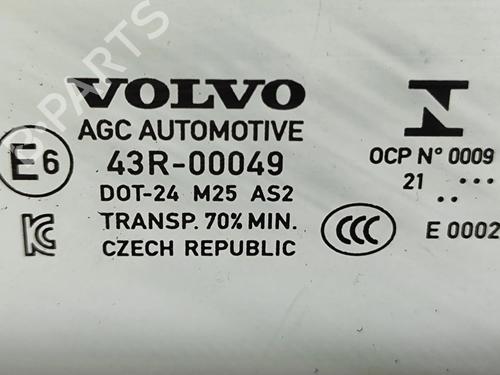 VOLVO
AGC AUTOMOTIVE
E6 43R-00049
DOT-24 M25 AS2
TRANSP. 70% MIN.
CZECH REPUBLIC
OCP N° 0009
21 ...
..
CCC
E 0002